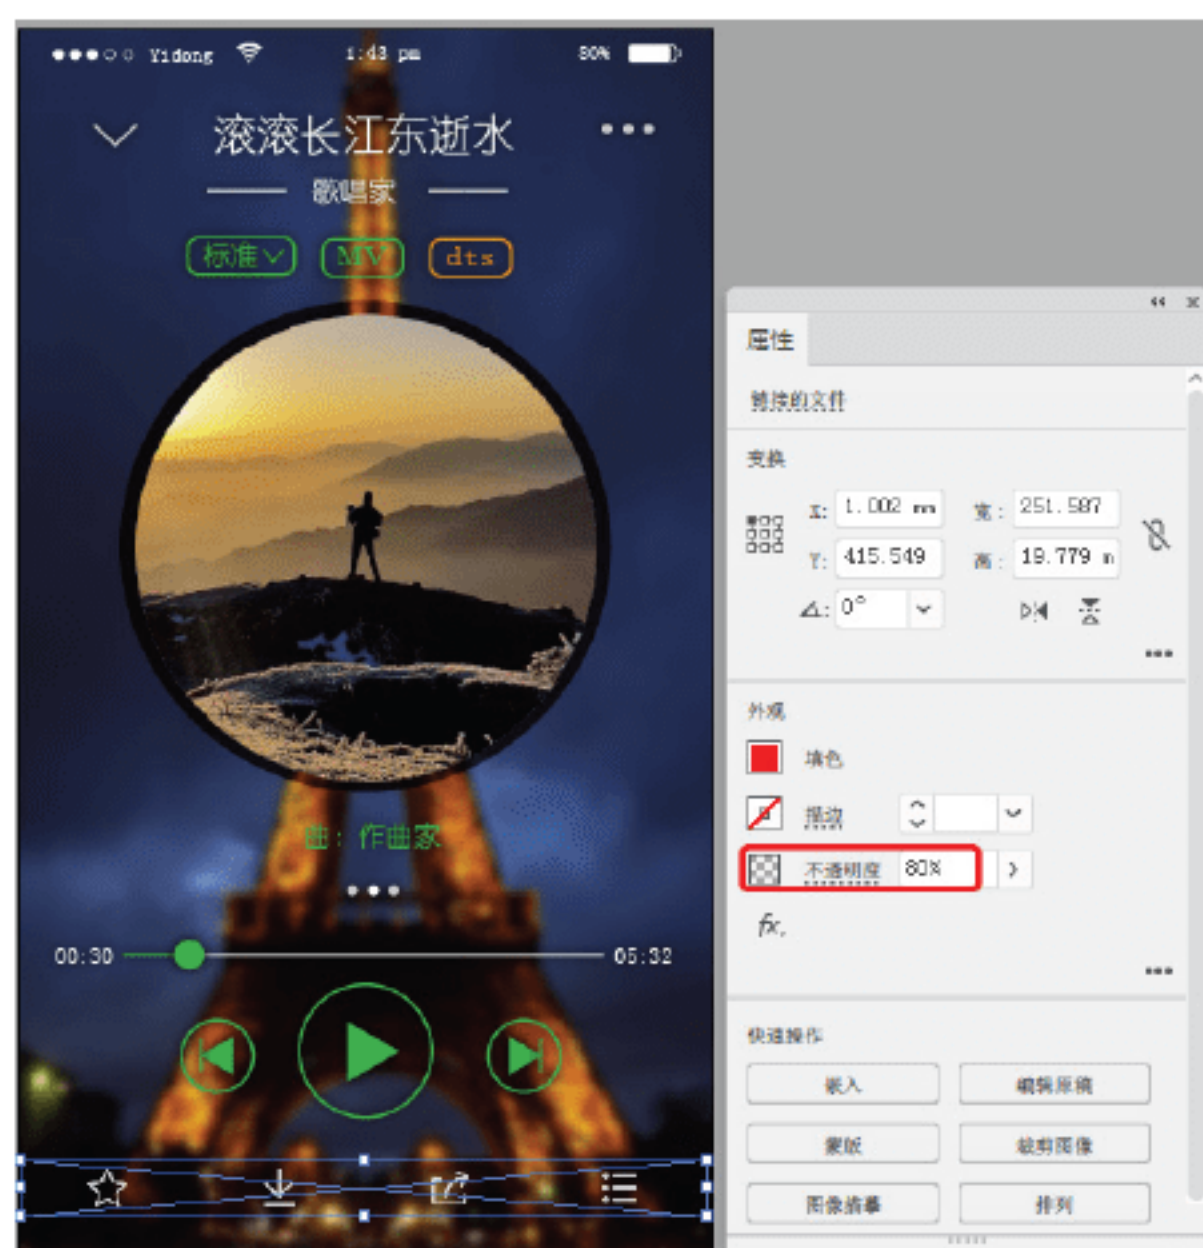 Yidong 1:43 pm 80%
滚滚长江东逝水
歌唱家
标准 MV dts
曲：作曲家
00:30 05:32
属性
链接的文件
变换
X: 1.002 mm 宽: 251.587
Y: 415.549 高: 19.779 m
0°
外观
填色
描边
不透明度 80%
fx.
快速操作
嵌入 编辑原稿
蒙版 裁剪图像
图像描摹 排列